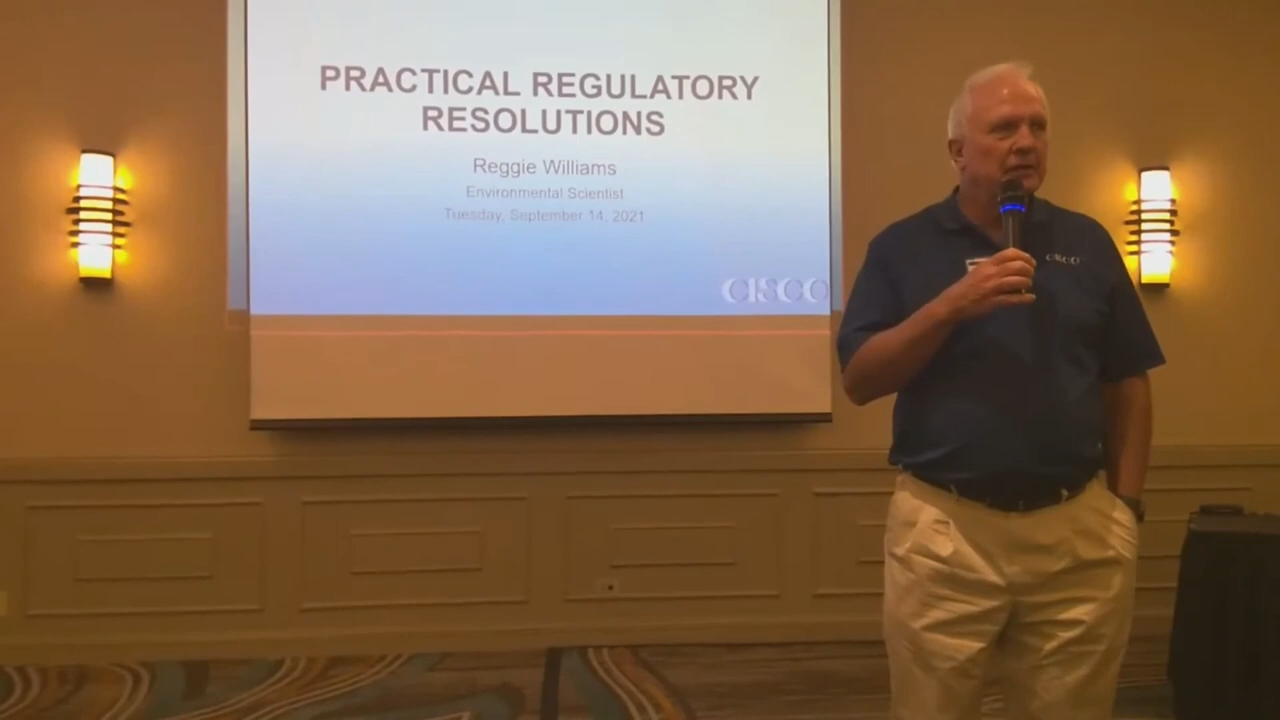 PRACTICAL REGULATORY
RESOLUTIONS
Reggie Williams
Environmental Scientist
Tuesday, September 14, 2021
CISCO